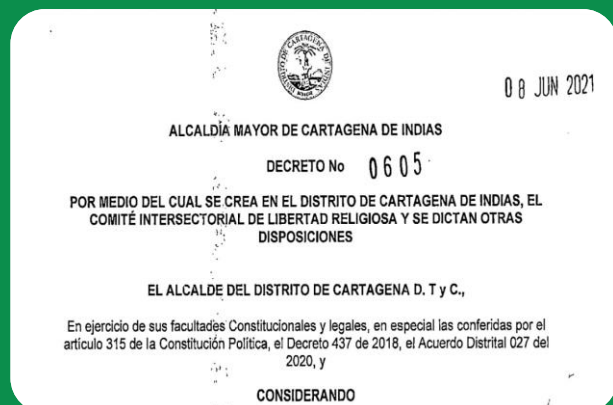 08 JUN 2021
ALCALDÍA MAYOR DE CARTAGENA DE INDIAS
DECRETO No 0605
POR MEDIO DEL CUAL SE CREA EN EL DISTRITO DE CARTAGENA DE INDIAS, EL
COMITÉ INTERSECTORIAL DE LIBERTAD RELIGIOSA Y SE DICTAN OTRAS
DISPOSICIONES
EL ALCALDE DEL DISTRITO DE CARTAGENA D. T y C.,
En ejercicio de sus facultades Constitucionales y legales, en especial las conferidas por el
artículo 315 de la Constitución Política, el Decreto 437 de 2018, el Acuerdo Distrital 027 del
2020, y
CONSIDERANDO